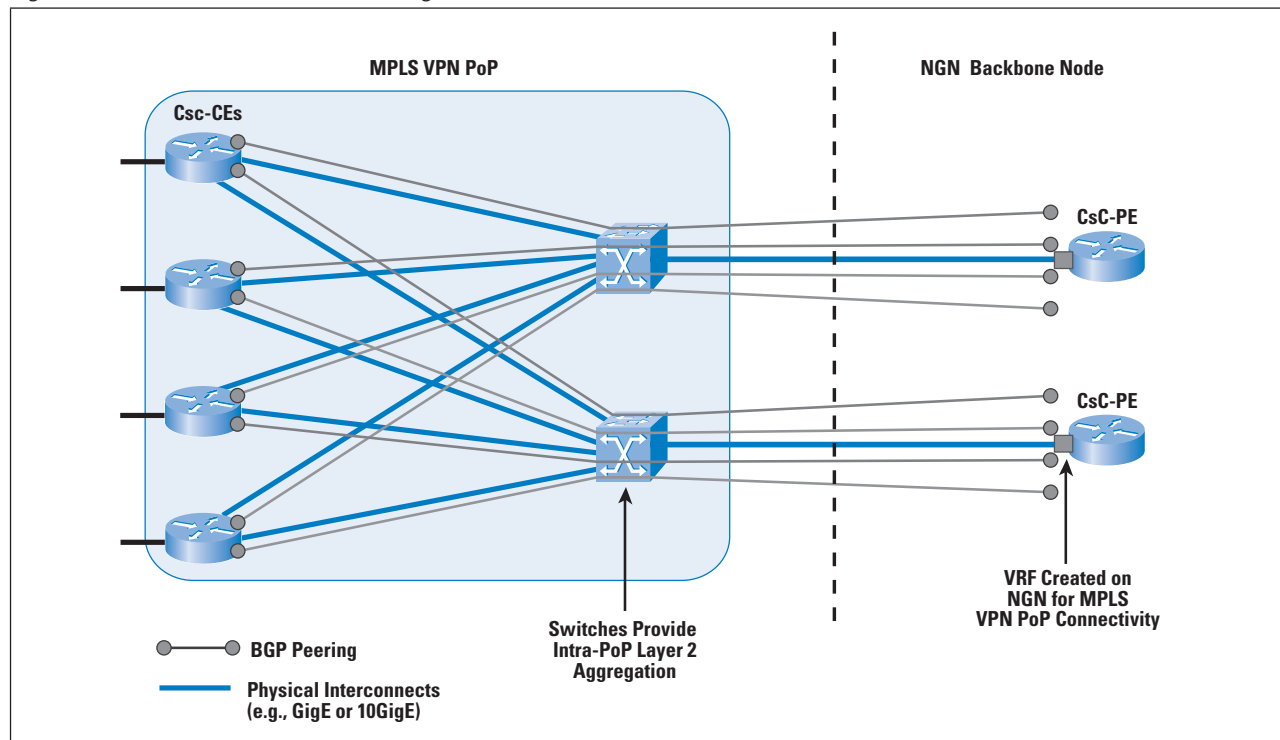 MPLS VPN PoP
NGN Backbone Node
Csc-CEs
CsC-PE
CsC-PE
VRF Created on
NGN for MPLS
VPN PoP Connectivity
Switches Provide
Intra-PoP Layer 2
Aggregation
BGP Peering
Physical Interconnects
(e.g., GigE or 10GigE)